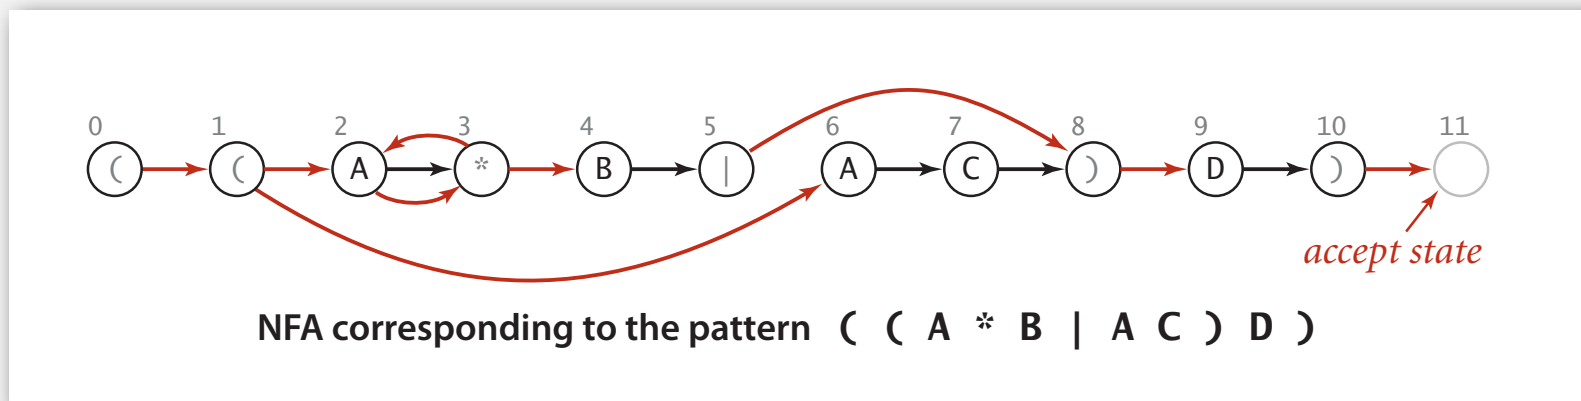 0 1 2 3 4 5 6 7 8 9 10 11
( ( A * B | A C ) D )
accept state
NFA corresponding to the pattern ( ( A * B | A C ) D )